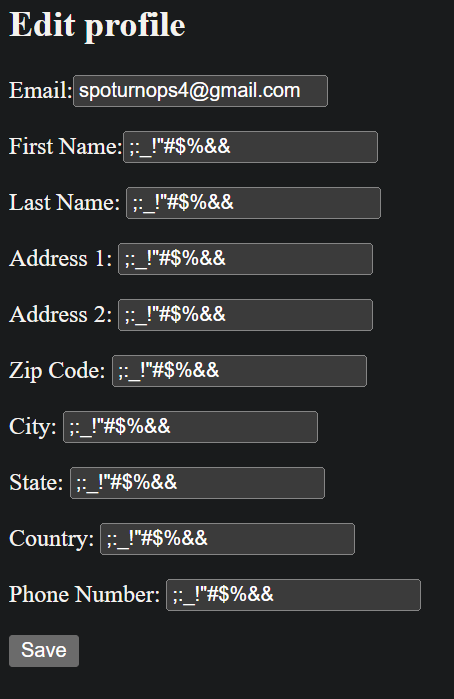 Edit profile
Email: spoturnops4@gmail.com
First Name: ;:_!"#$%&&
Last Name: ;:_!"#$%&&
Address 1: ;:_!"#$%&&
Address 2: ;:_!"#$%&&
Zip Code: ;:_!"#$%&&
City: ;:_!"#$%&&
State: ;:_!"#$%&&
Country: ;:_!"#$%&&
Phone Number: ;:_!"#$%&&
Save